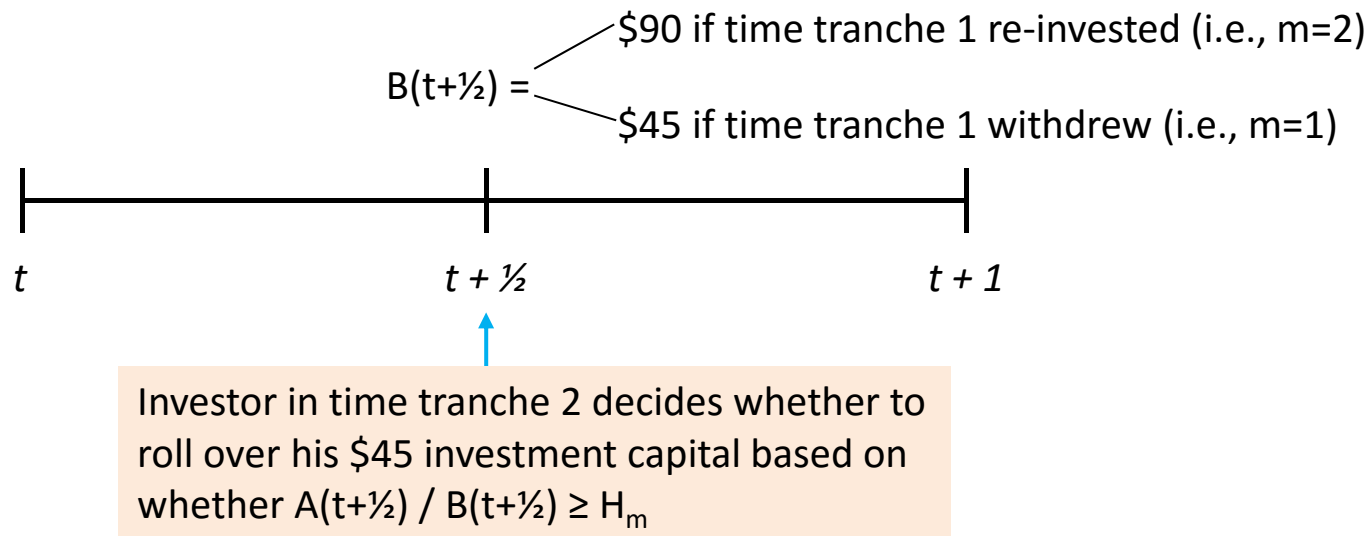 $90 if time tranche 1 re-invested (i.e., m=2)
B(t+½) =
$45 if time tranche 1 withdrew (i.e., m=1)
t
t + ½
t + 1
Investor in time tranche 2 decides whether to
roll over his $45 investment capital based on
whether A(t+½) / B(t+½) ≥ Hₘ